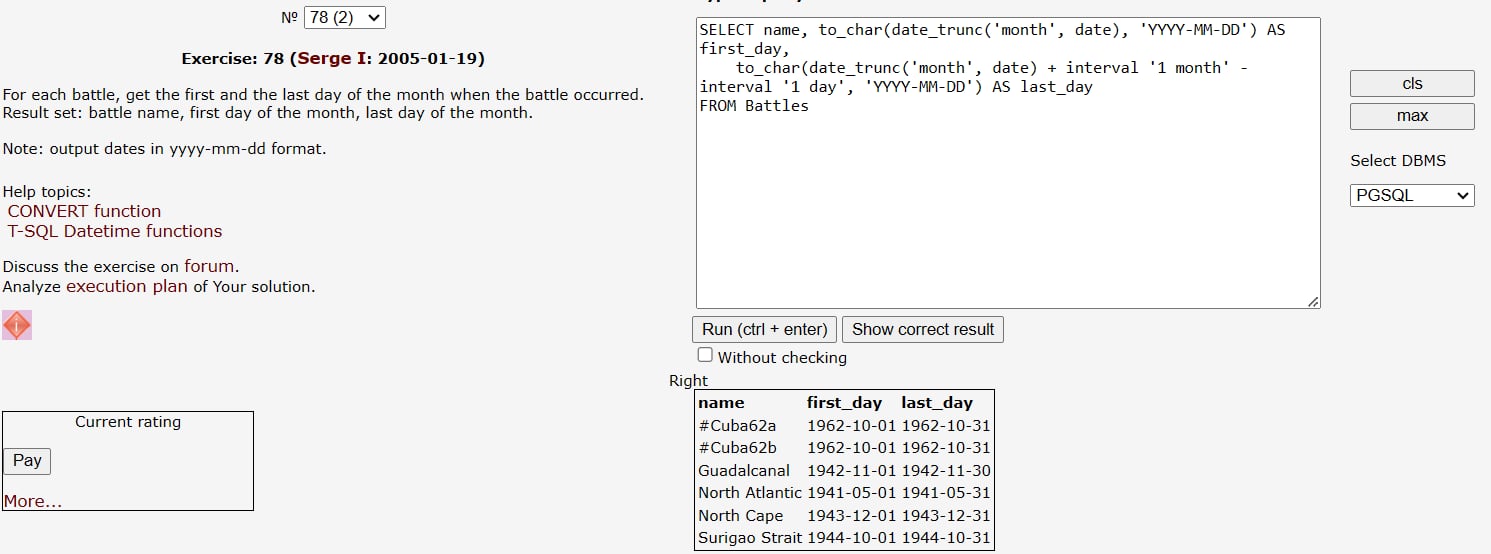 № 78 (2)
Exercise: 78 (Serge I: 2005-01-19)
For each battle, get the first and the last day of the month when the battle occurred.
Result set: battle name, first day of the month, last day of the month.
Note: output dates in yyyy-mm-dd format.
Help topics:
CONVERT function
T-SQL Datetime functions
Discuss the exercise on forum.
Analyze execution plan of Your solution.
Current rating
Pay
More...
SELECT name, to_char(date_trunc('month', date), 'YYYY-MM-DD') AS
first_day,
to_char(date_trunc('month', date) + interval '1 month' -
interval '1 day', 'YYYY-MM-DD') AS last_day
FROM Battles
cls
max
Select DBMS
PGSQL
Run (ctrl + enter) Show correct result
Without checking
Right
name first_day last_day
#Cuba62a 1962-10-01 1962-10-31
#Cuba62b 1962-10-01 1962-10-31
Guadalcanal 1942-11-01 1942-11-30
North Atlantic 1941-05-01 1941-05-31
North Cape 1943-12-01 1943-12-31
Surigao Strait 1944-10-01 1944-10-31